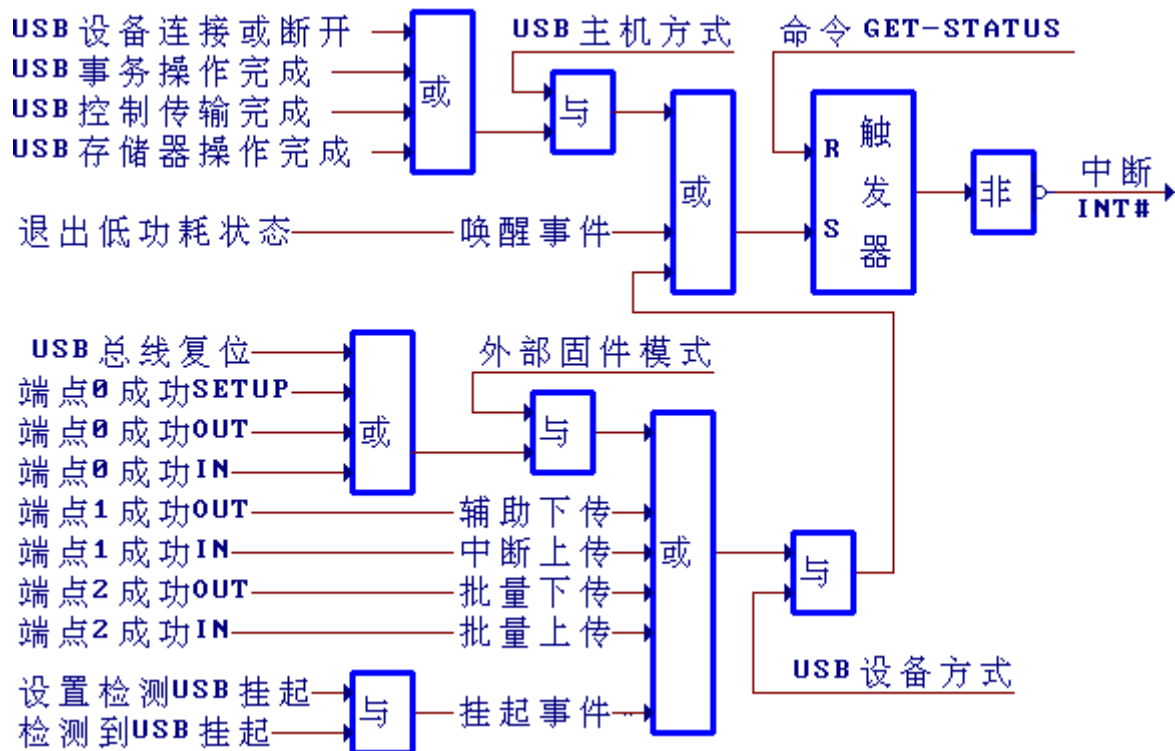 USB设备连接或断开
USB事务操作完成
USB控制传输完成
USB存储器操作完成
或
USB主机方式
与
命令GET-STATUS
退出低功耗状态
唤醒事件
或
R
S
触发器
非
中断
INT#
USB总线复位
端点0成功SETUP
端点0成功OUT
端点0成功IN
或
外部固件模式
与
端点1成功OUT
辅助下传
端点1成功IN
中断上传
端点2成功OUT
批量下传
端点2成功IN
批量上传
或
与
USB设备方式
设置检测USB挂起
检测到USB挂起
与
挂起事件